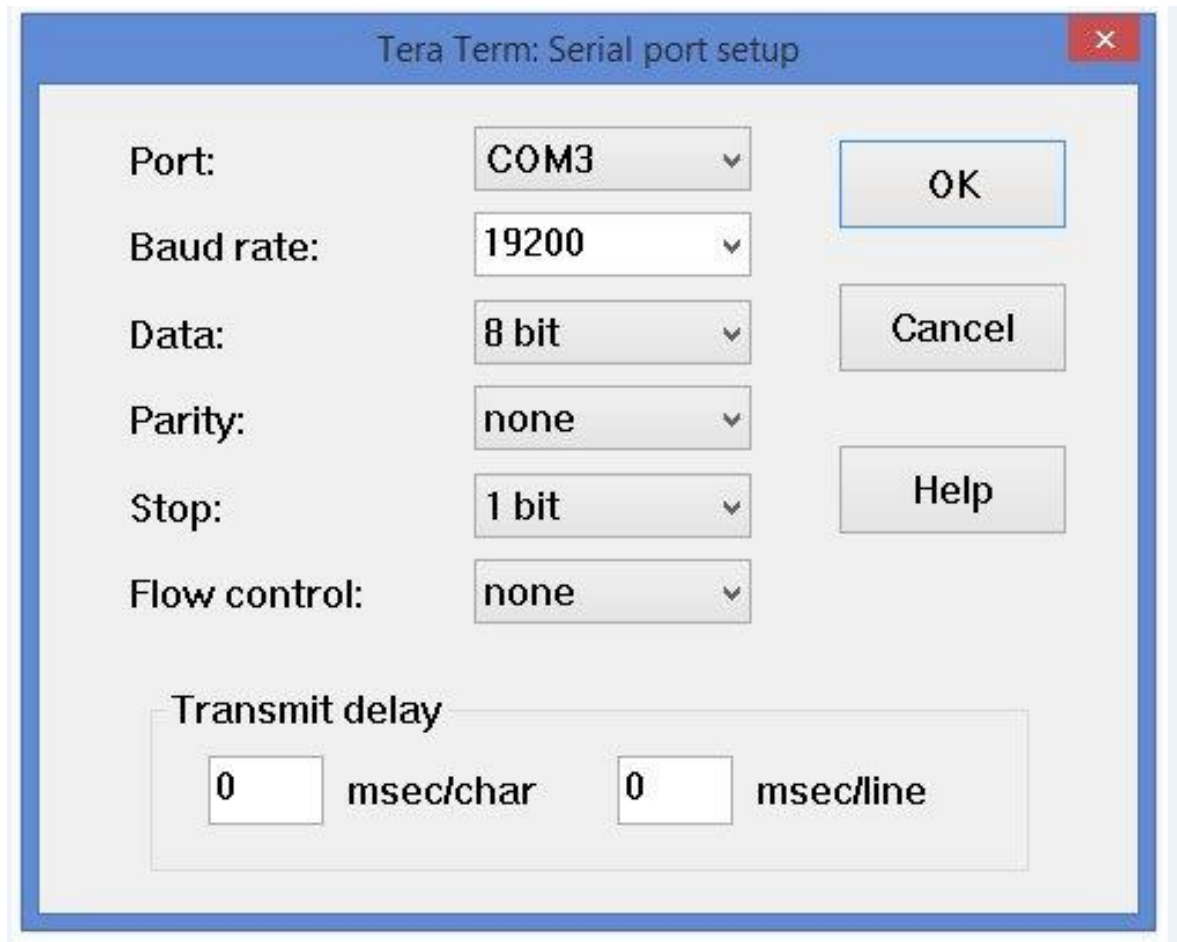 Tera Term: Serial port setup
Port: COM3
OK
Baud rate: 19200
Data: 8 bit
Cancel
Parity: none
Stop: 1 bit
Help
Flow control: none
Transmit delay
0 msec/char 0 msec/line